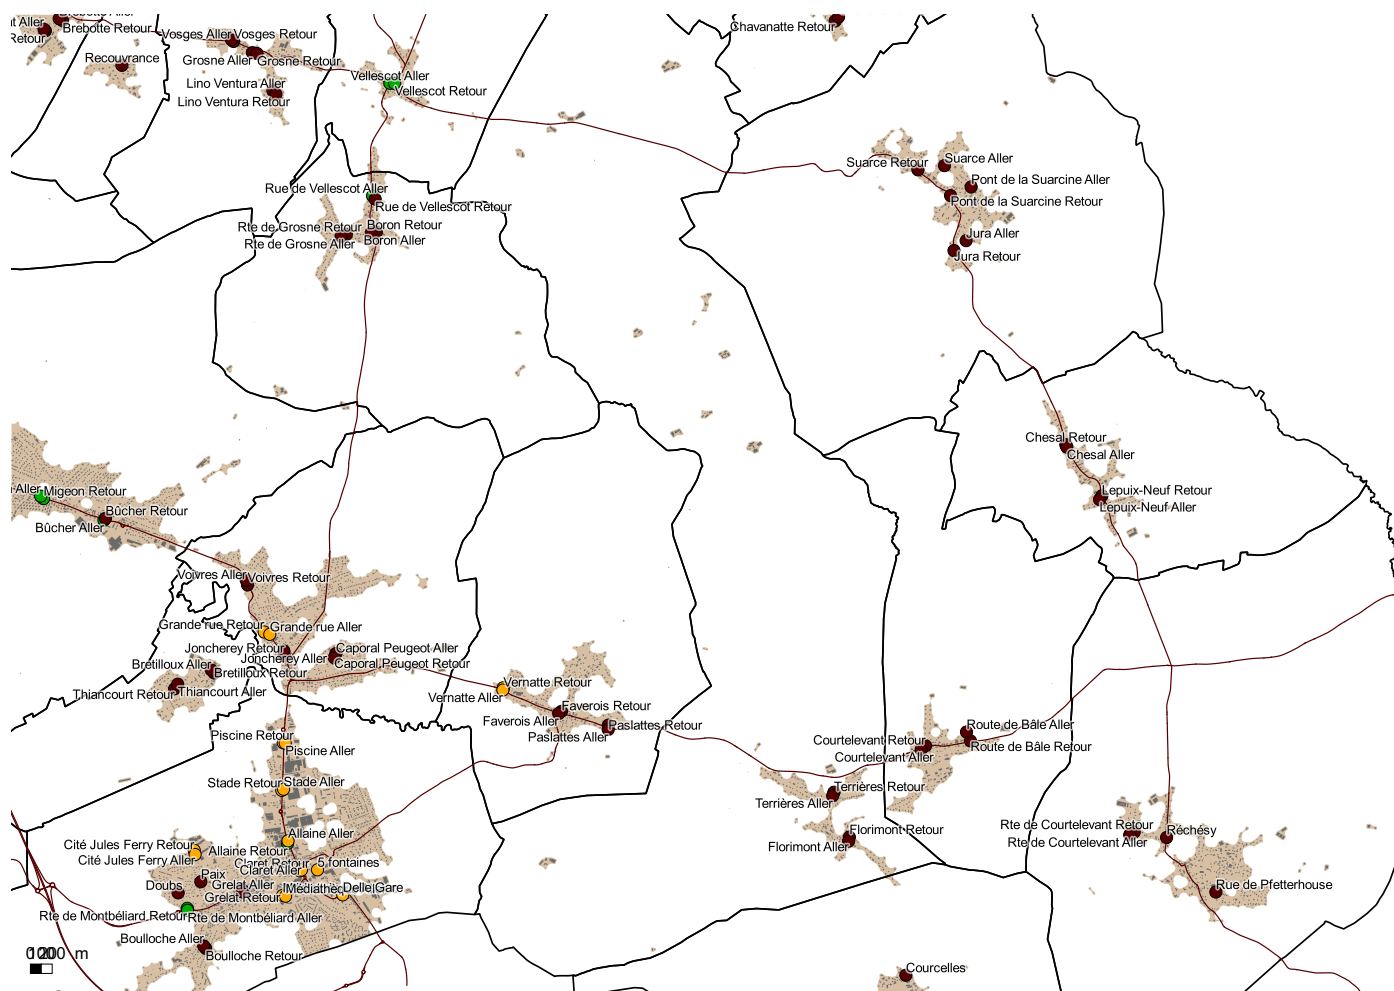 Brebotte Retour
Retour
Vosges Aller
Vosges Retour
Chavanatte Retour
Recouvrance
Grosne Aller
Grosne Retour
Vellescot Aller
Vellescot Retour
Lino Ventura Aller
Lino Ventura Retour
Suarce Retour
Suarce Aller
Pont de la Suarcine Aller
Pont de la Suarcine Retour
Rue de Vellescot Aller
Rue de Vellescot Retour
Rte de Grosne Retour
Boron Retour
Rte de Grosne Aller
Boron Aller
Jura Aller
Jura Retour
Chesal Retour
Chesal Aller
Lepuix-Neuf Retour
Lepuix-Neuf Aller
Aller
Migeon Retour
Bûcher Retour
Bûcher Aller
Voivres Aller
Voivres Retour
Grande rue Retour
Grande rue Aller
Joncherey Retour
Joncherey Aller
Caporal Peugeot Aller
Caporal Peugeot Retour
Bretilloux Aller
Bretilloux Retour
Thiancourt Retour
Thiancourt Aller
Vernatte Retour
Vernatte Aller
Faverois Retour
Faverois Aller
Paslattes Retour
Paslattes Aller
Piscine Retour
Piscine Aller
Courtelevant Retour
Courtelevant Aller
Route de Bâle Aller
Route de Bâle Retour
Stade Retour
Stade Aller
Terrières Retour
Terrières Aller
Florimont Retour
Florimont Aller
Rte de Courtelevant Retour
Rte de Courtelevant Aller
Réchésy
Rue de Pfetterhouse
Allaine Aller
Allaine Retour
Cité Jules Ferry Retour
Cité Jules Ferry Aller
Claret Retour
Claret Aller
5 fontaines
Paix
Doubs
Grelat Aller
Grelat Retour
Delle Gare
Rte de Montbéliard Retour
Rte de Montbéliard Aller
Boulloche Aller
Boulloche Retour
Courcelles
m